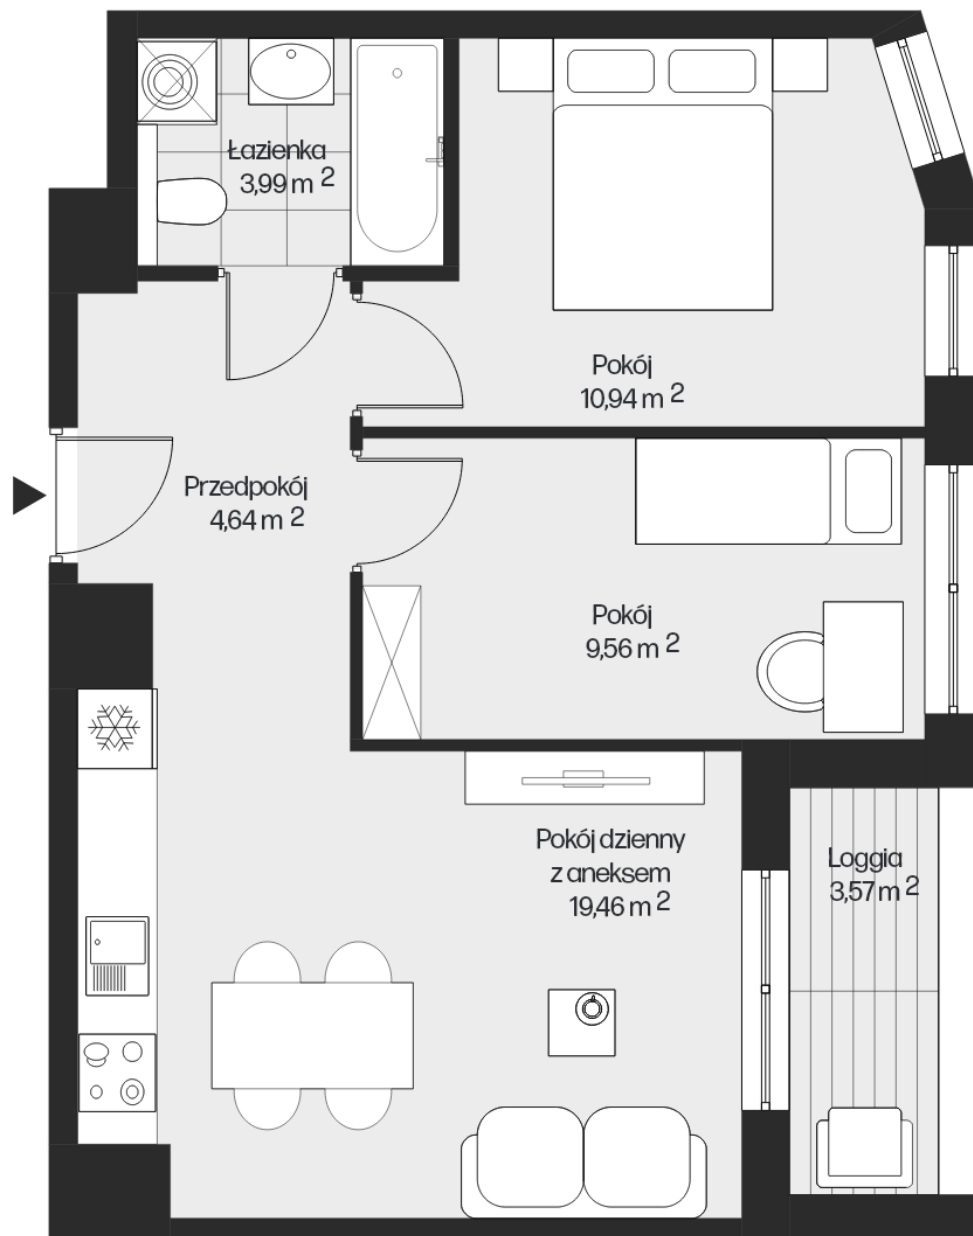 Łazienka
3,99 m 2
Pokój
10,94 m 2
Przedpokój
4,64 m 2
Pokój
9,56 m 2
Pokój dzienny
z aneksem
19,46 m 2
Loggia
3,57 m 2